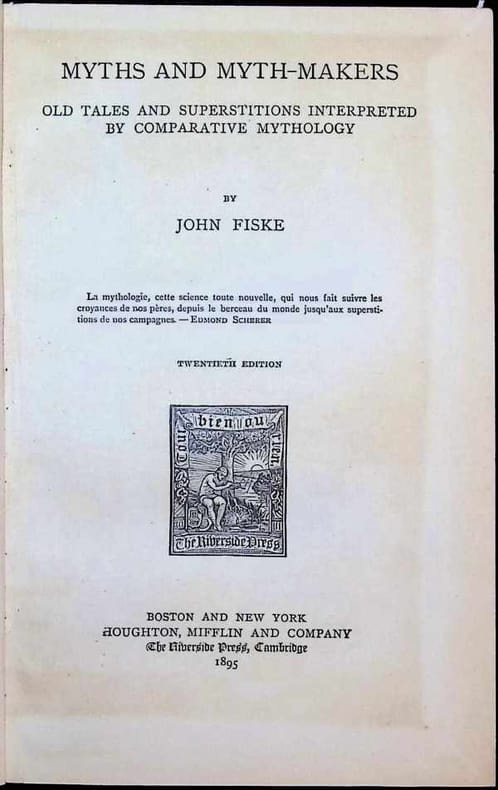 MYTHS AND MYTH-MAKERS
OLD TALES AND SUPERSTITIONS INTERPRETED
BY COMPARATIVE MYTHOLOGY
BY
JOHN FISKE
La mythologie, cette science toute nouvelle, qui nous fait suivre les
croyances de nos pères, depuis le berceau du monde jusqu'aux supersti-
tions de nos campagnes. — EDMOND SCHERER
TWENTIETH EDITION
Tout bien ou rien
The Riverside Press
BOSTON AND NEW YORK
HOUGHTON, MIFFLIN AND COMPANY
The Riverside Press, Cambridge
1895